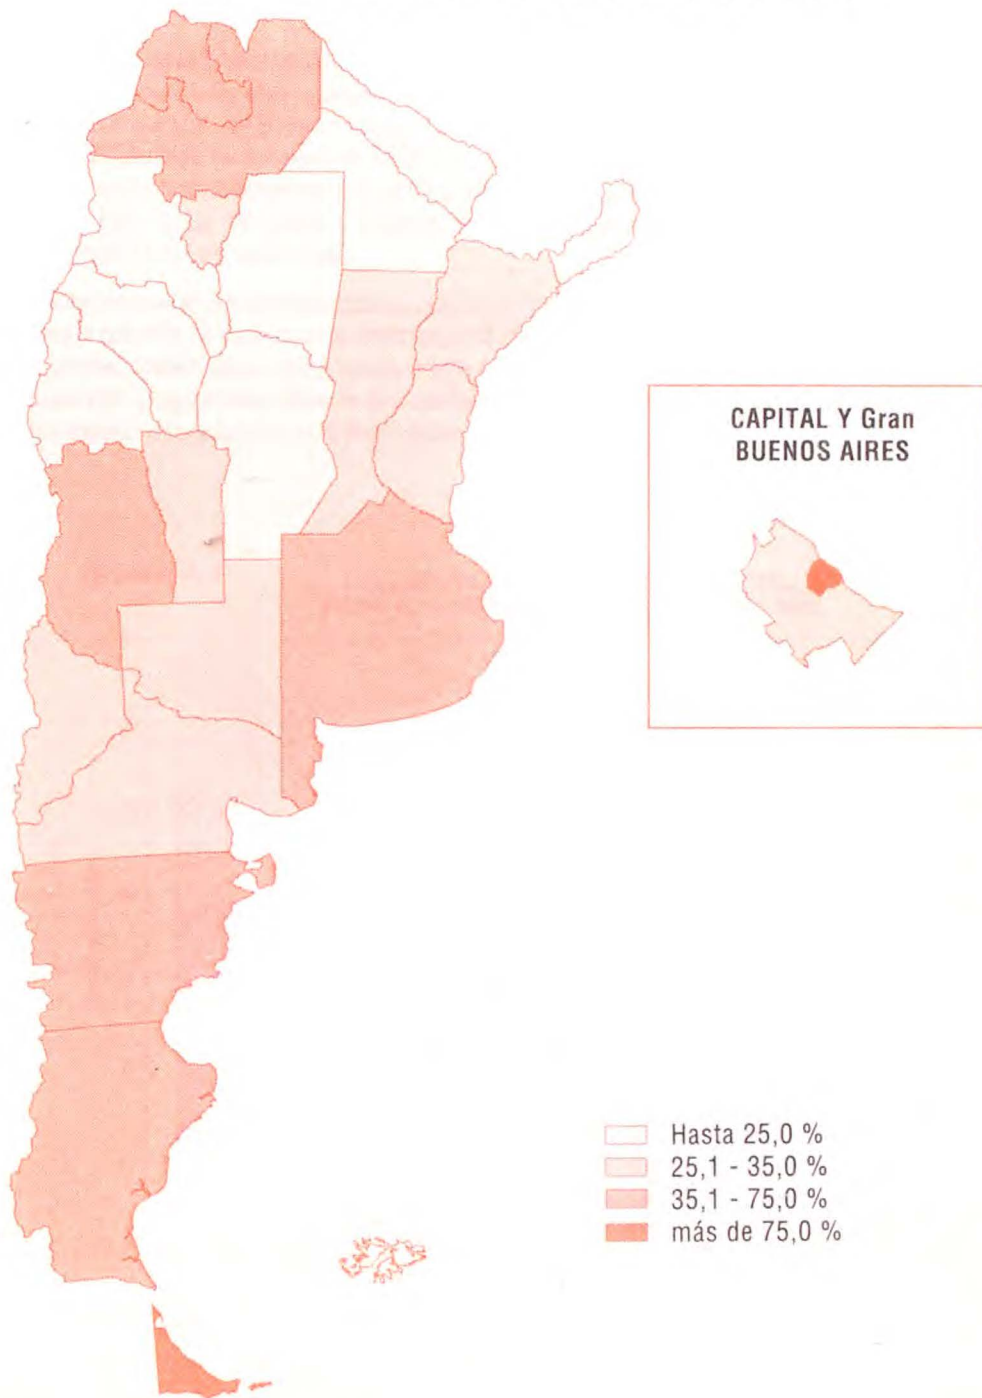 CAPITAL Y Gran
BUENOS AIRES
Hasta 25,0 %
25,1 - 35,0 %
35,1 - 75,0 %
más de 75,0 %